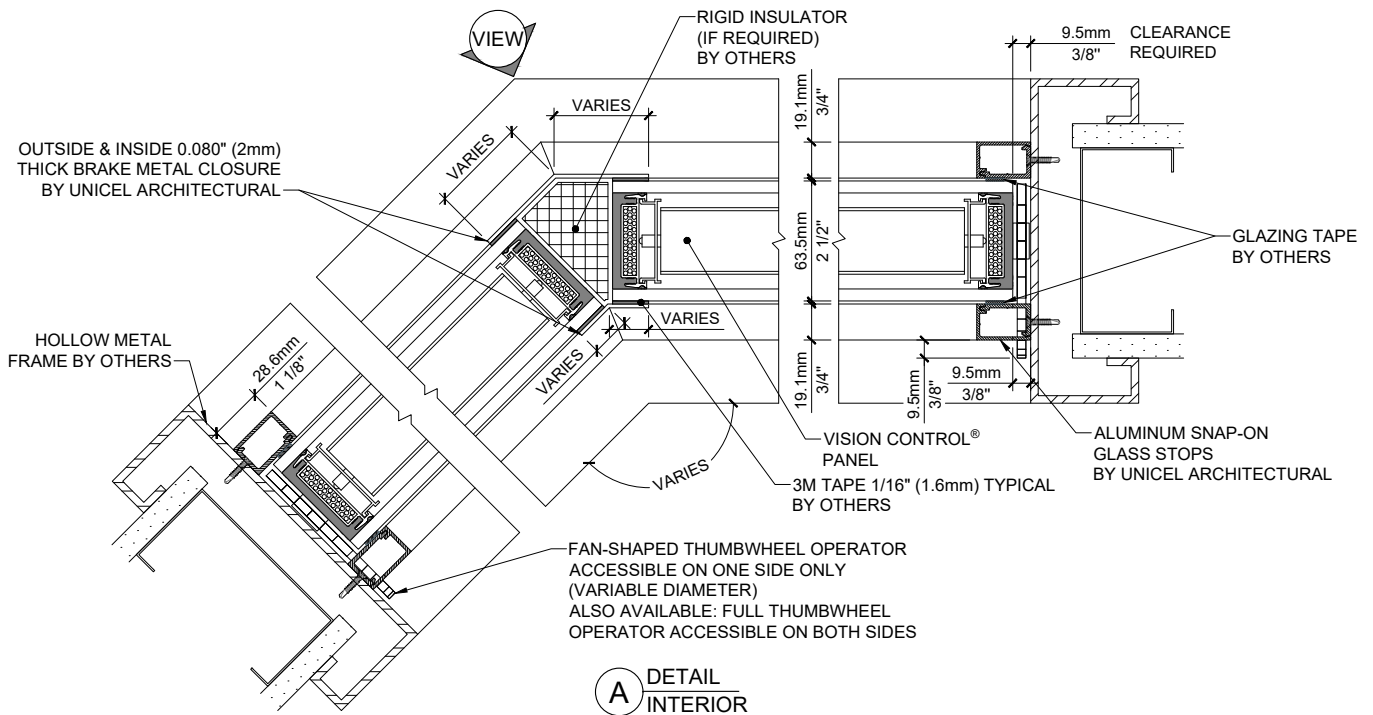 VIEW
RIGID INSULATOR
(IF REQUIRED)
BY OTHERS
9.5mm
3/8"
CLEARANCE
REQUIRED
VARIES
19.1mm
3/4"
VARIES
OUTSIDE & INSIDE 0.080" (2mm)
THICK BRAKE METAL CLOSURE
BY UNICEL ARCHITECTURAL
63.5mm
2 1/2"
GLAZING TAPE
BY OTHERS
VARIES
HOLLOW METAL
FRAME BY OTHERS
28.6mm
1 1/8"
VARIES
19.1mm
3/4"
9.5mm
3/8"
9.5mm
3/8"
VISION CONTROL®
PANEL
ALUMINUM SNAP-ON
GLASS STOPS
BY UNICEL ARCHITECTURAL
VARIES
3M TAPE 1/16" (1.6mm) TYPICAL
BY OTHERS
FAN-SHAPED THUMBWHEEL OPERATOR
ACCESSIBLE ON ONE SIDE ONLY
(VARIABLE DIAMETER)
ALSO AVAILABLE: FULL THUMBWHEEL
OPERATOR ACCESSIBLE ON BOTH SIDES
A
DETAIL
INTERIOR